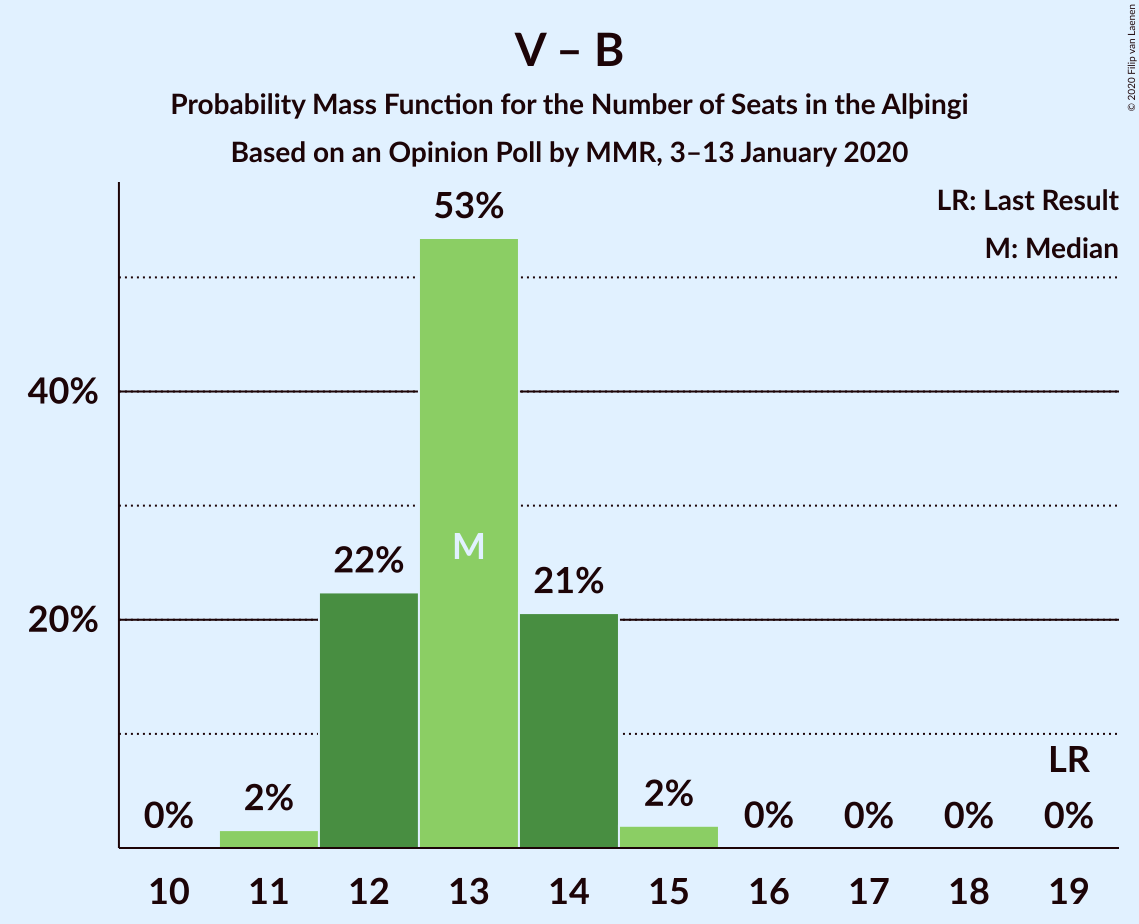 V – B
Probability Mass Function for the Number of Seats in the Alþingi
Based on an Opinion Poll by MMR, 3–13 January 2020
© 2020 Filip van Laenen
LR: Last Result
M: Median
53%
40%
M
22%
21%
20%
LR
0%
2%
2%
0%
0%
0%
0%
10 11 12 13 14 15 16 17 18 19